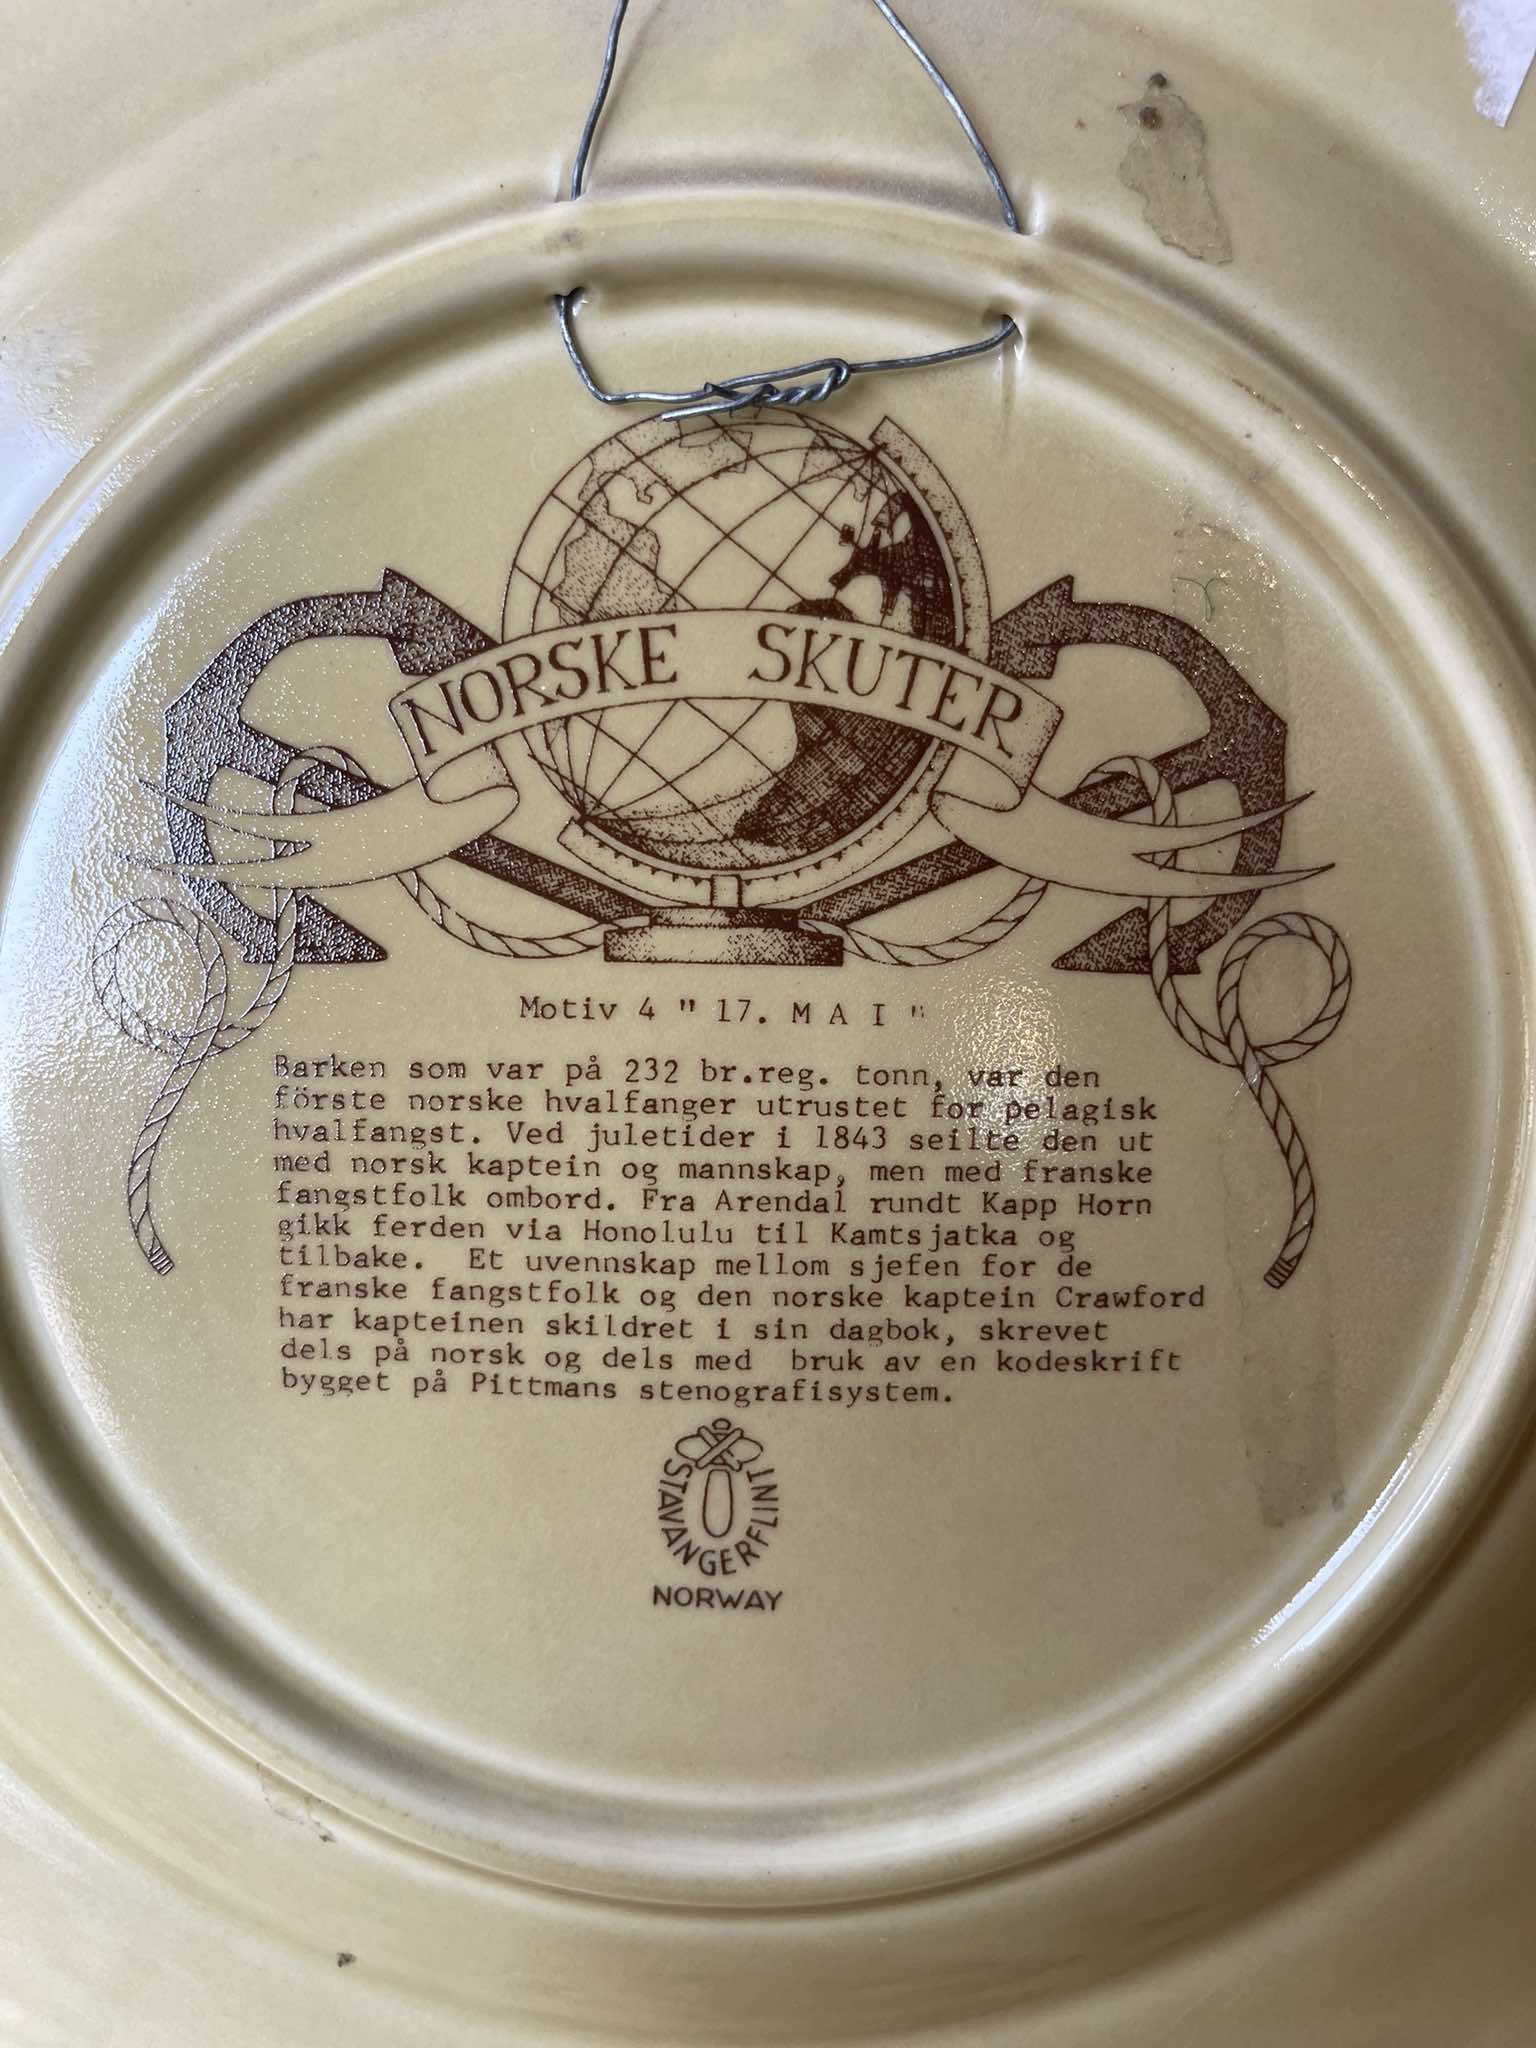 NORSKE SKUTER
Motiv 4 " 17. M A I "
Barken som var på 232 br.reg. tonn, var den
förste norske hvalfanger utrustet for pelagisk
hvalfangst. Ved juletider i 1843 seilte den ut
med norsk kaptein og mannskap, men med franske
fangstfolk ombord. Fra Arendal rundt Kapp Horn
gikk ferden via Honolulu til Kamtsjatka og
tilbake. Et uvennskap mellom sjefen for de
franske fangstfolk og den norske kaptein Crawford
har kapteinen skildret i sin dagbok, skrevet
dels på norsk og dels med bruk av en kodeskrift
bygget på Pittmans stenografisystem.
STAVANGERFLINT
NORWAY